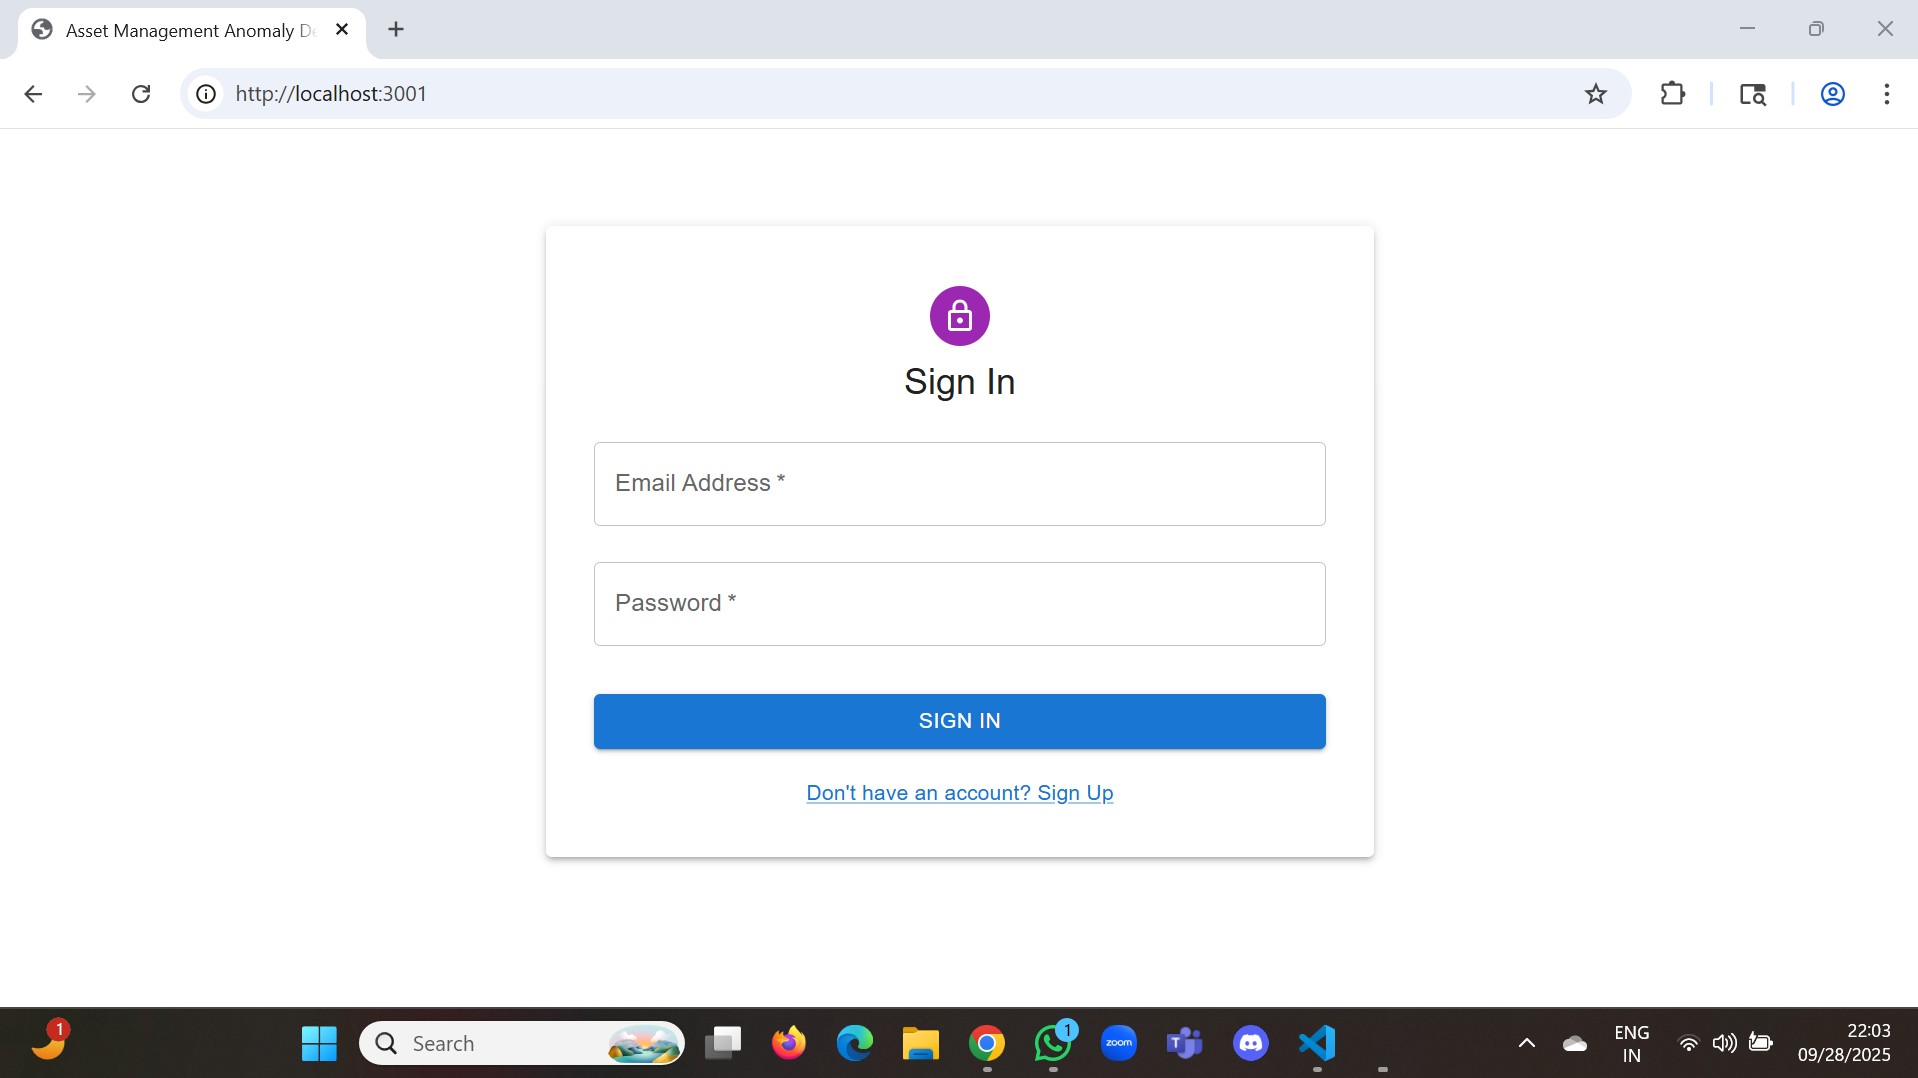 Asset Management Anomaly De
http://localhost:3001
Sign In
Email Address *
Password *
SIGN IN
Don't have an account? Sign Up
1
Search
1
zoom
T
ENG
IN
22:03
09/28/2025